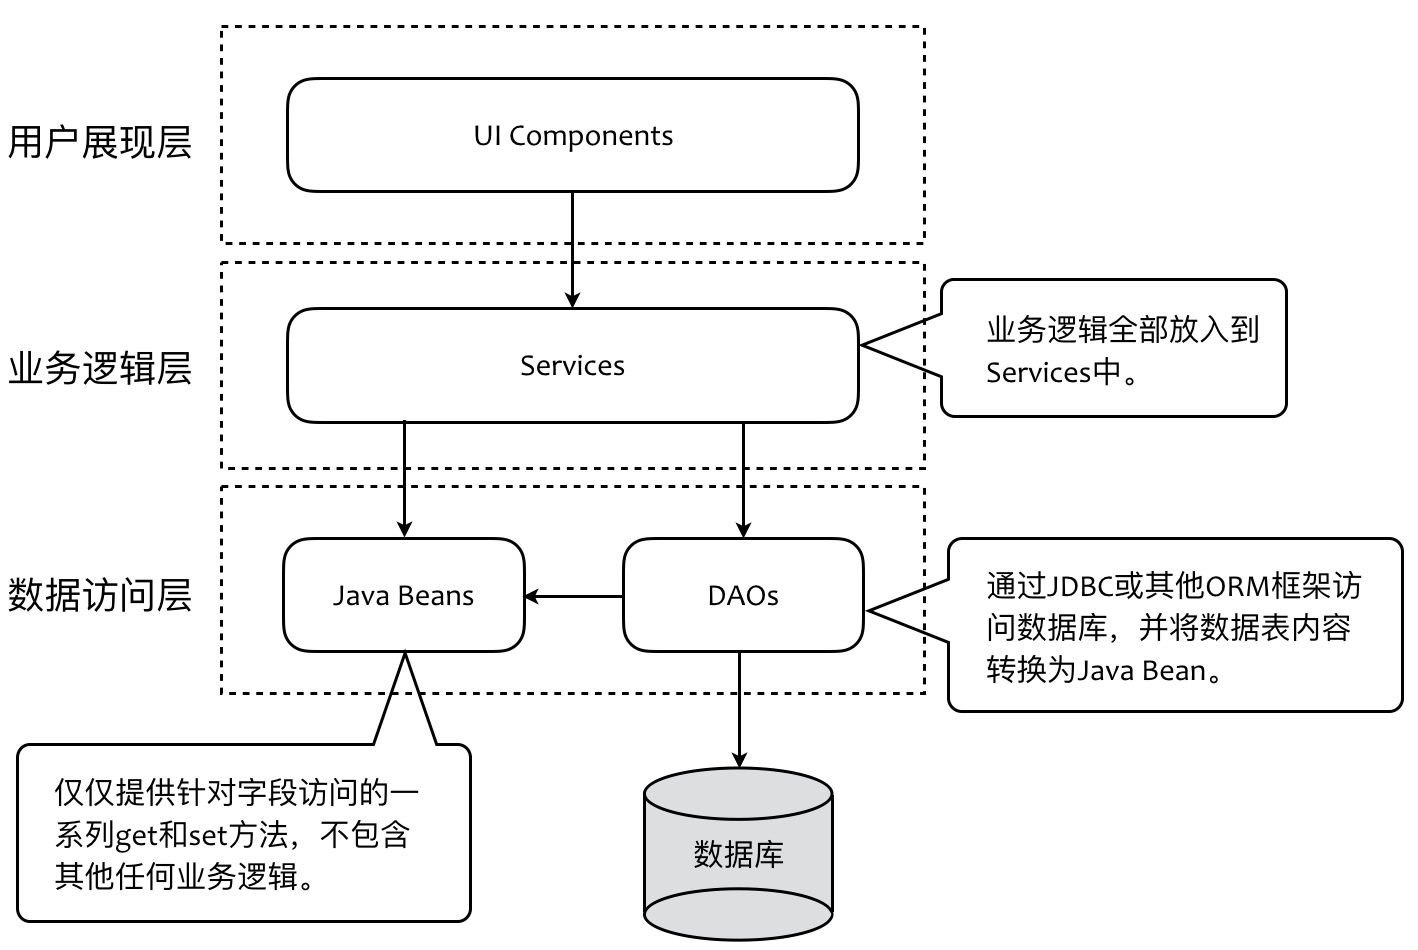 用户展现层
UI Components
业务逻辑层
Services
业务逻辑全部放入到
Services中。
数据访问层
Java Beans
DAOs
通过JDBC或其他ORM框架访
问数据库，并将数据表内容
转换为Java Bean。
仅仅提供针对字段访问的一
系列get和set方法，不包含
其他任何业务逻辑。
数据库